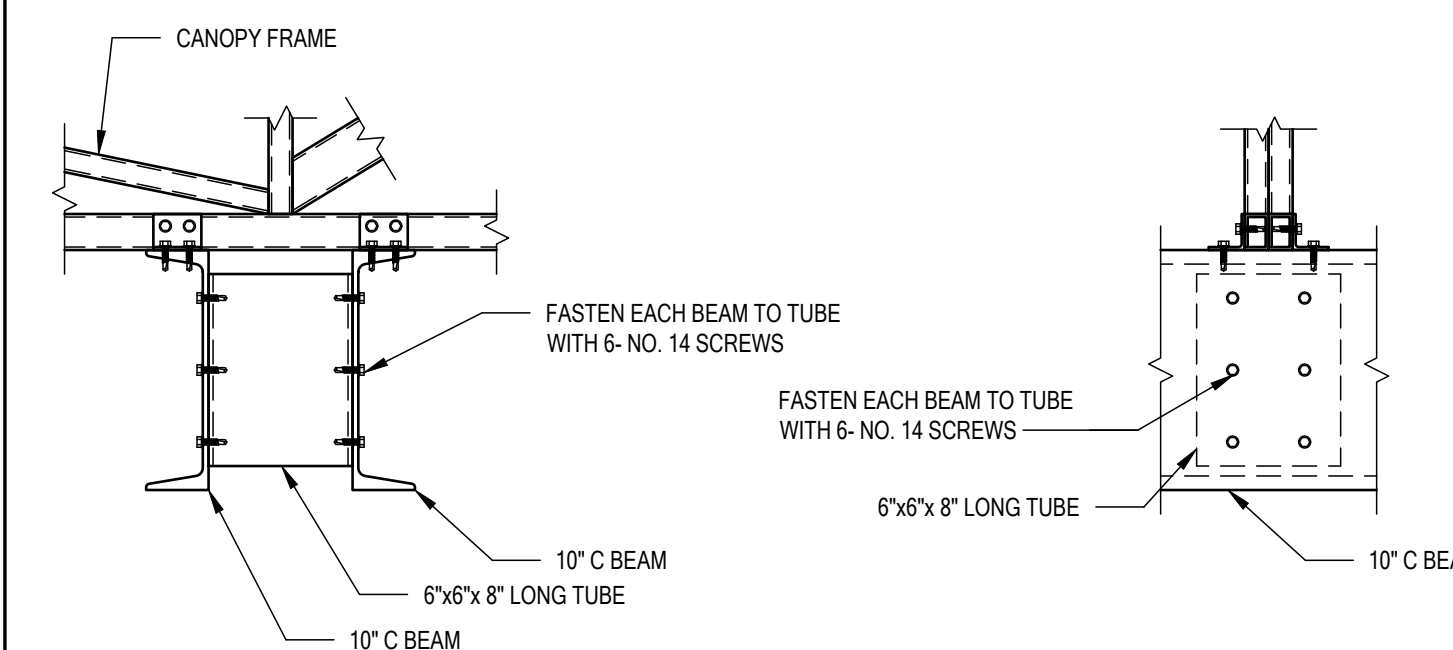 CANOPY FRAME
FASTEN EACH BEAM TO TUBE
WITH 6- NO. 14 SCREWS
10" C BEAM
6"x6"x 8" LONG TUBE
10" C BEAM
FASTEN EACH BEAM TO TUBE
WITH 6- NO. 14 SCREWS
6"x6"x 8" LONG TUBE
10" C